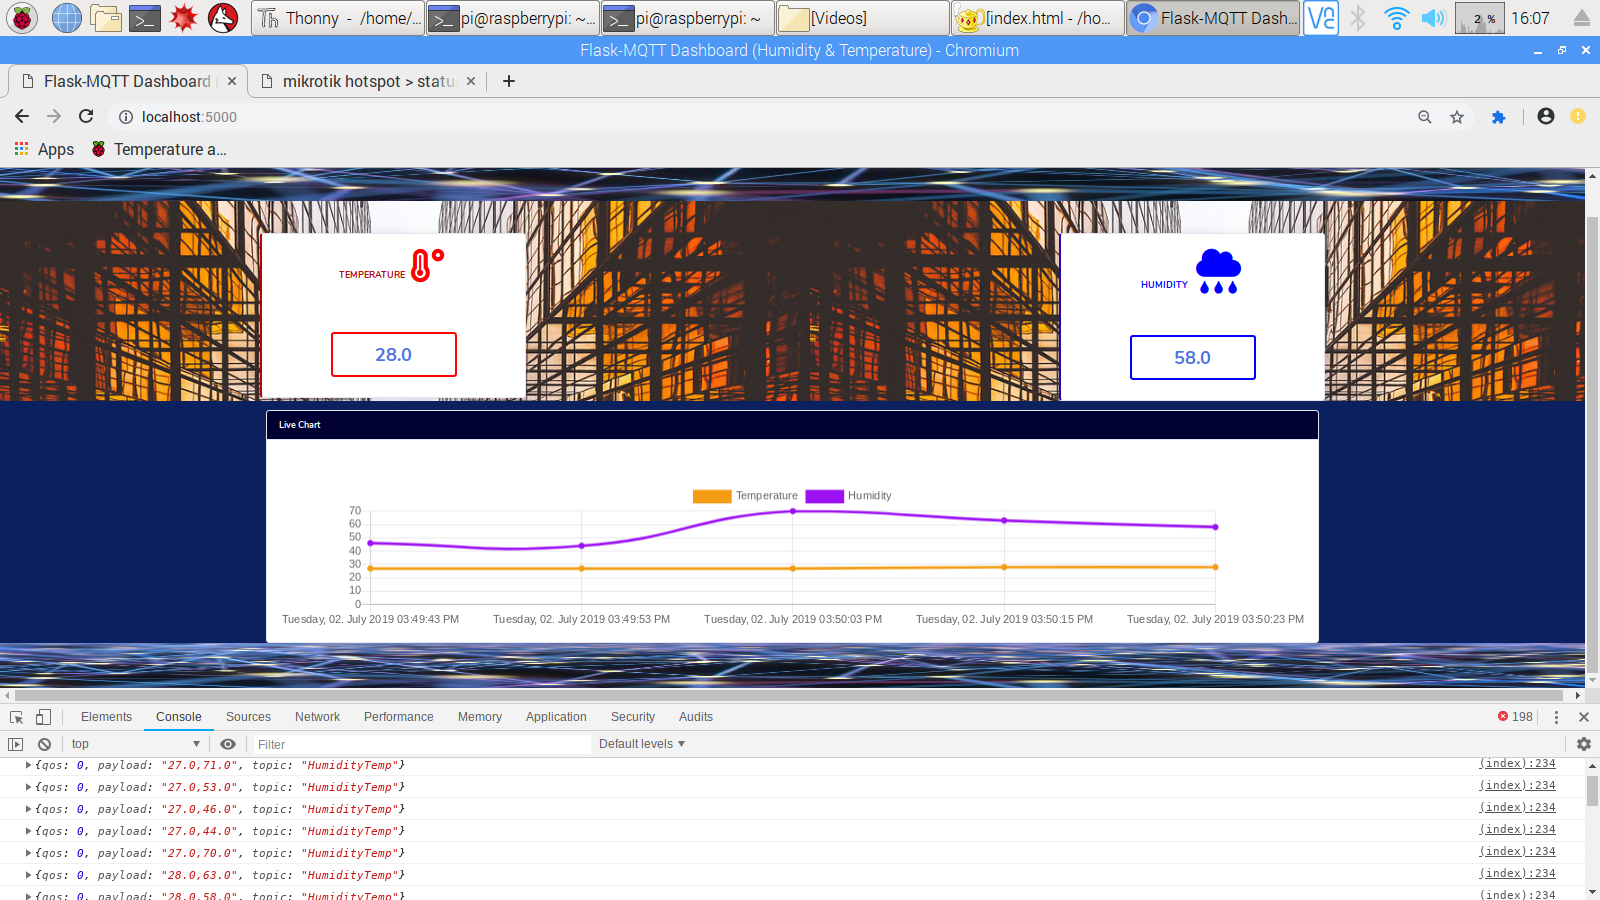 Thonny - /home/...
pi@raspberrypi: ~...
pi@raspberrypi: ~
[Videos]
[index.html - /ho...
Flask-MQTT Dash...
2 %
16:07
Flask-MQTT Dashboard (Humidity & Temperature) - Chromium
Flask-MQTT Dashboard (
mikrotik hotspot > statu
localhost:5000
Apps
Temperature a...
TEMPERATURE
28.0
HUMIDITY
58.0
Live Chart
Temperature
Humidity
70
60
50
40
30
20
10
0
Tuesday, 02. July 2019 03:49:43 PM
Tuesday, 02. July 2019 03:49:53 PM
Tuesday, 02. July 2019 03:50:03 PM
Tuesday, 02. July 2019 03:50:15 PM
Tuesday, 02. July 2019 03:50:23 PM
Elements Console Sources Network Performance Memory Application Security Audits 198
top Filter Default levels
{qos: 0, payload: "27.0,71.0", topic: "HumidityTemp"} (index):234
{qos: 0, payload: "27.0,53.0", topic: "HumidityTemp"} (index):234
{qos: 0, payload: "27.0,46.0", topic: "HumidityTemp"} (index):234
{qos: 0, payload: "27.0,44.0", topic: "HumidityTemp"} (index):234
{qos: 0, payload: "27.0,70.0", topic: "HumidityTemp"} (index):234
{qos: 0, payload: "28.0,63.0", topic: "HumidityTemp"} (index):234
{qos: 0, payload: "28.0,58.0", topic: "HumidityTemp"} (index):234